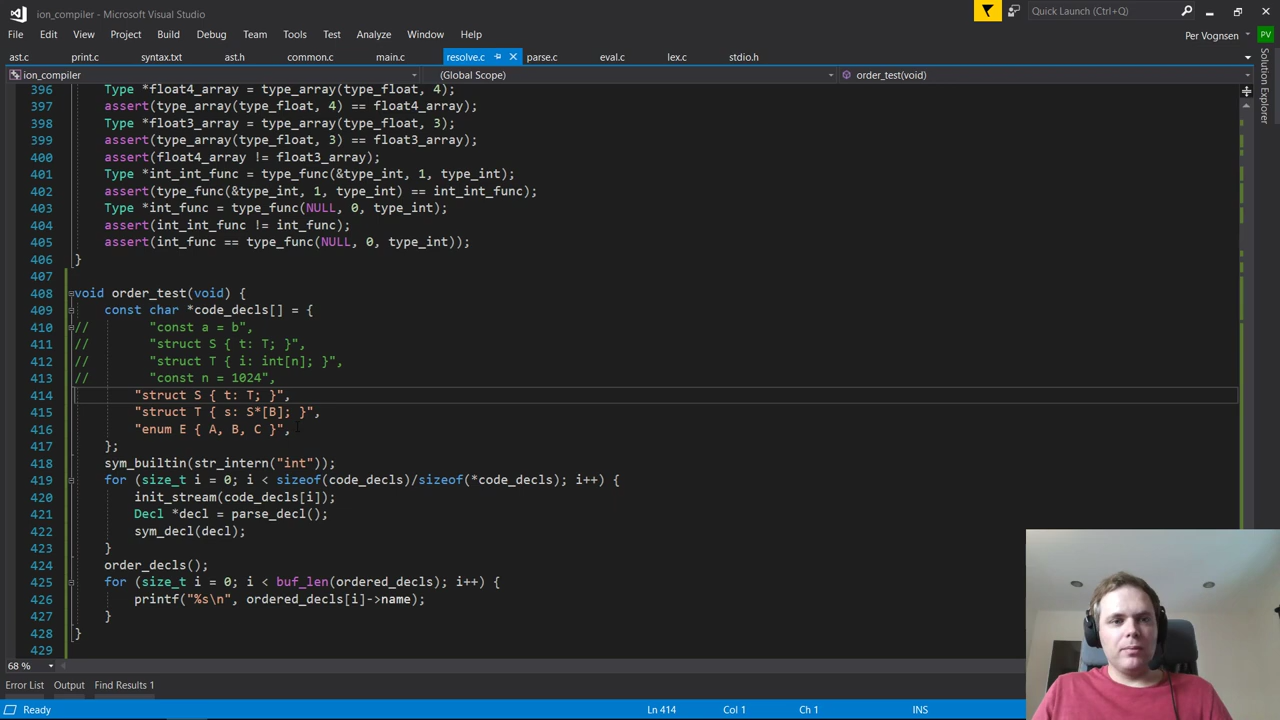 ion_compiler - Microsoft Visual Studio
Quick Launch (Ctrl+Q)
File Edit View Project Build Debug Team Tools Test Analyze Window Help
Per Vognsen PV
ast.c print.c syntax.txt ast.h common.c main.c resolve.c parse.c eval.c lex.c stdio.h
ion_compiler (Global Scope) order_test(void)
Solution Explorer
396 Type *float4_array = type_array(type_float, 4);
397 assert(type_array(type_float, 4) == float4_array);
398 Type *float3_array = type_array(type_float, 3);
399 assert(type_array(type_float, 3) == float3_array);
400 assert(float4_array != float3_array);
401 Type *int_int_func = type_func(&type_int, 1, type_int);
402 assert(type_func(&type_int, 1, type_int) == int_int_func);
403 Type *int_func = type_func(NULL, 0, type_int);
404 assert(int_int_func != int_func);
405 assert(int_func == type_func(NULL, 0, type_int));
406 }
407
408 void order_test(void) {
409 const char *code_decls[] = {
410 // "const a = b",
411 // "struct S { t: T; }",
412 // "struct T { i: int[n]; }",
413 // "const n = 1024",
414 "struct S { t: T; }",
415 "struct T { s: S*[B]; }",
416 "enum E { A, B, C }",
417 };
418 sym_builtin(str_intern("int"));
419 for (size_t i = 0; i < sizeof(code_decls)/sizeof(*code_decls); i++) {
420 init_stream(code_decls[i]);
421 Decl *decl = parse_decl();
422 sym_decl(decl);
423 }
424 order_decls();
425 for (size_t i = 0; i < buf_len(ordered_decls); i++) {
426 printf("%s\n", ordered_decls[i]->name);
427 }
428 }
429
68 %
Error List Output Find Results 1
Ready Ln 414 Col 1 Ch 1 INS